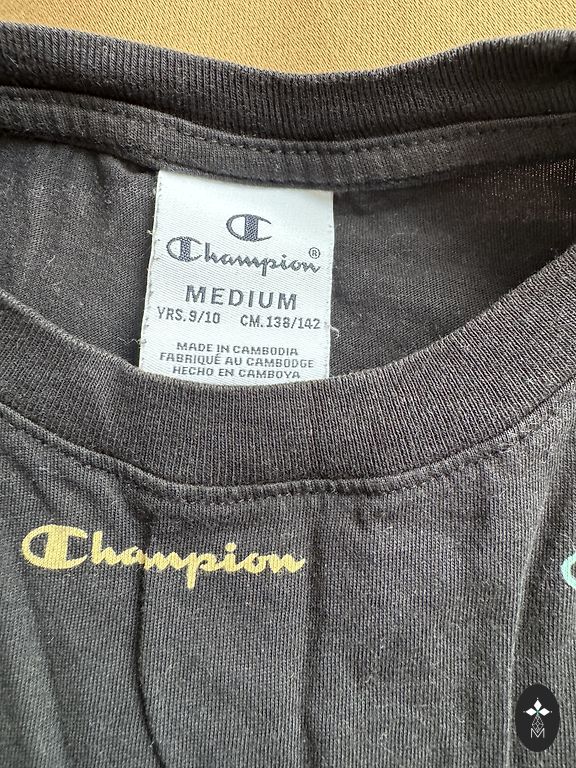 Champion®
MEDIUM
YRS. 9/10 CM. 138/142
MADE IN CAMBODIA
FABRIQUÉ AU CAMBODGE
HECHO EN CAMBOYA
Champion
M